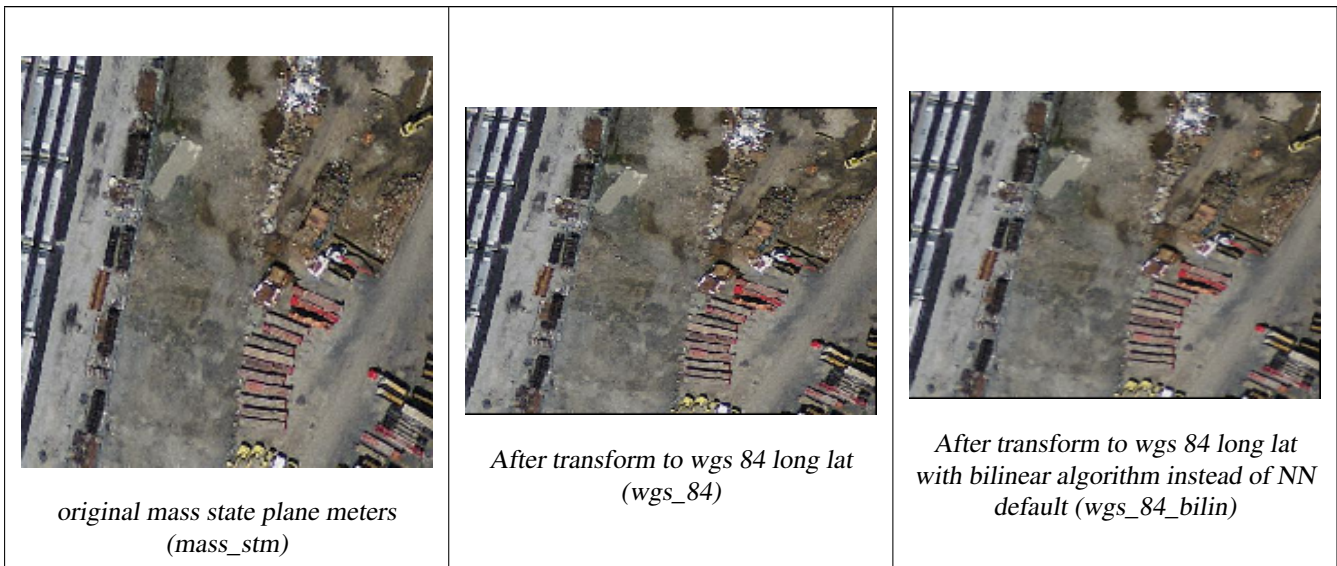 original mass state plane meters
(mass_stm)
After transform to wgs 84 long lat
(wgs_84)
After transform to wgs 84 long lat
with bilinear algorithm instead of NN
default (wgs_84_bilin)